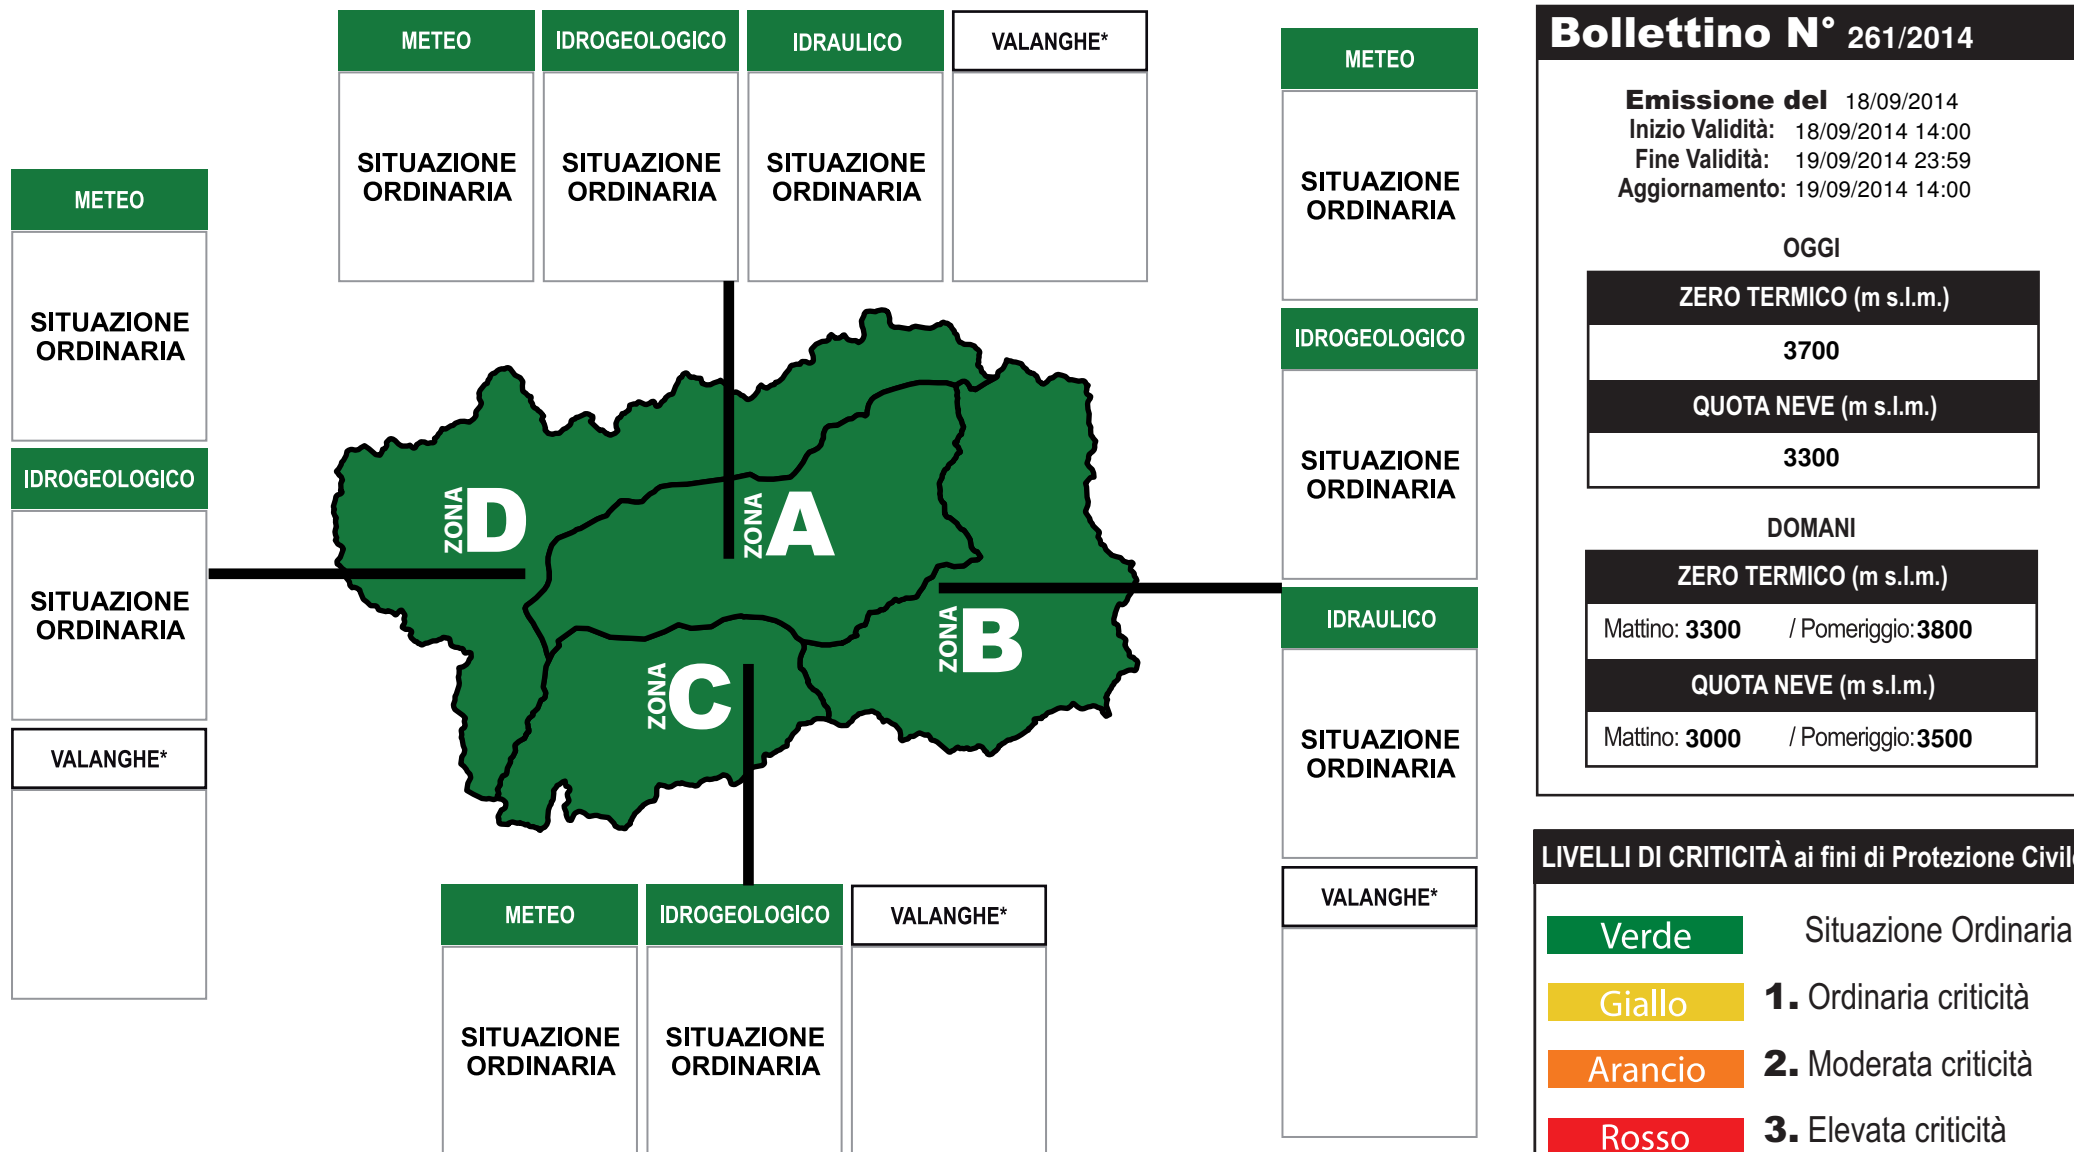 METEO
IDROGEOLOGICO
IDRAULICO
VALANGHE*
SITUAZIONE
ORDINARIA
SITUAZIONE
ORDINARIA
SITUAZIONE
ORDINARIA
METEO
SITUAZIONE
ORDINARIA
IDROGEOLOGICO
SITUAZIONE
ORDINARIA
VALANGHE*
ZONA D
ZONA A
ZONA B
ZONA C
METEO
SITUAZIONE
ORDINARIA
IDROGEOLOGICO
SITUAZIONE
ORDINARIA
IDRAULICO
SITUAZIONE
ORDINARIA
VALANGHE*
METEO
IDROGEOLOGICO
VALANGHE*
SITUAZIONE
ORDINARIA
SITUAZIONE
ORDINARIA
Bollettino N° 261/2014
Emissione del 18/09/2014
Inizio Validità: 18/09/2014 14:00
Fine Validità: 19/09/2014 23:59
Aggiornamento: 19/09/2014 14:00
OGGI
ZERO TERMICO (m s.l.m.)
3700
QUOTA NEVE (m s.l.m.)
3300
DOMANI
ZERO TERMICO (m s.l.m.)
Mattino: 3300 / Pomeriggio: 3800
QUOTA NEVE (m s.l.m.)
Mattino: 3000 / Pomeriggio: 3500
LIVELLI DI CRITICITÀ ai fini di Protezione Civile
Verde Situazione Ordinaria
Giallo 1. Ordinaria criticità
Arancio 2. Moderata criticità
Rosso 3. Elevata criticità